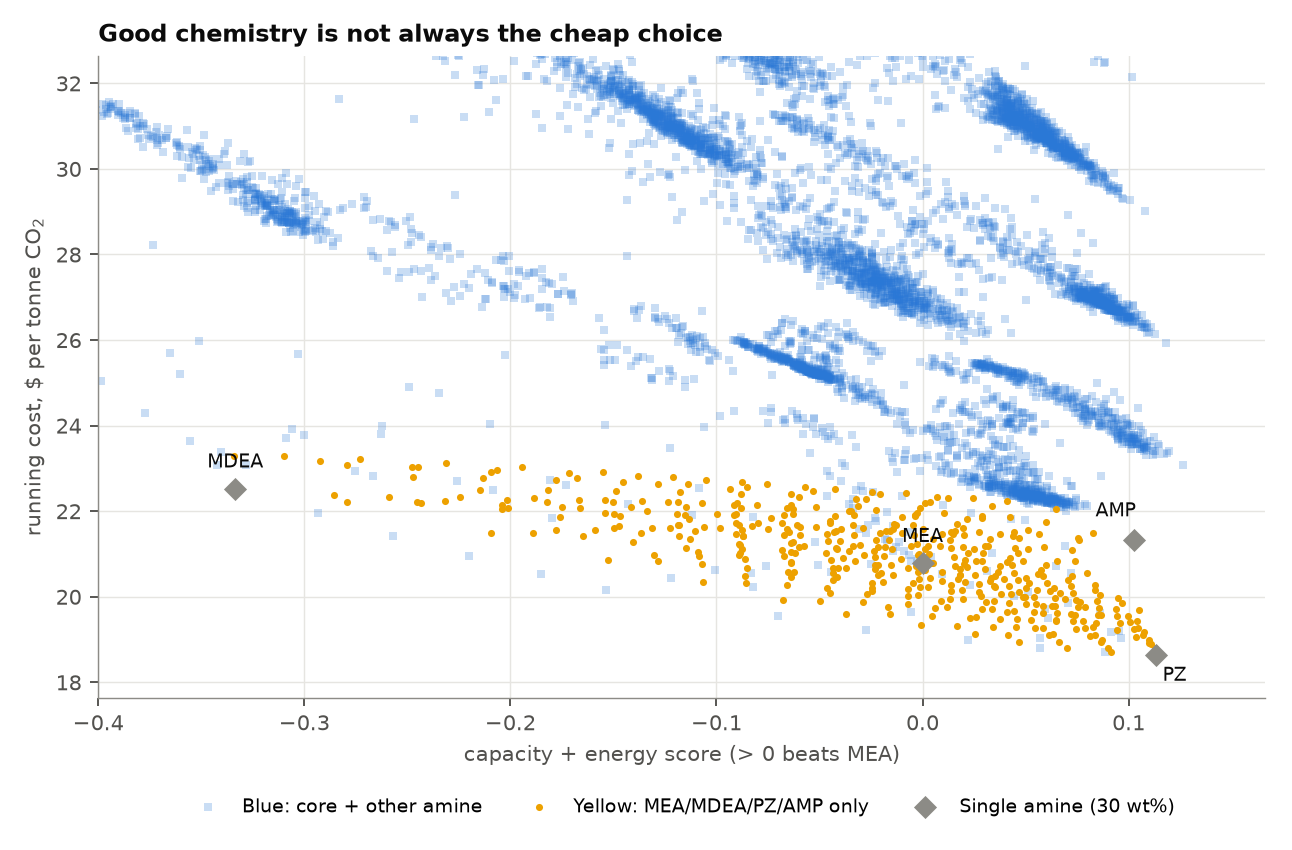 Good chemistry is not always the cheap choice
running cost, $ per tonne CO₂
32
30
28
26
24
22
20
18
MDEA
MEA
AMP
PZ
−0.4
−0.3
−0.2
−0.1
0.0
0.1
capacity + energy score (> 0 beats MEA)
Blue: core + other amine
Yellow: MEA/MDEA/PZ/AMP only
Single amine (30 wt%)